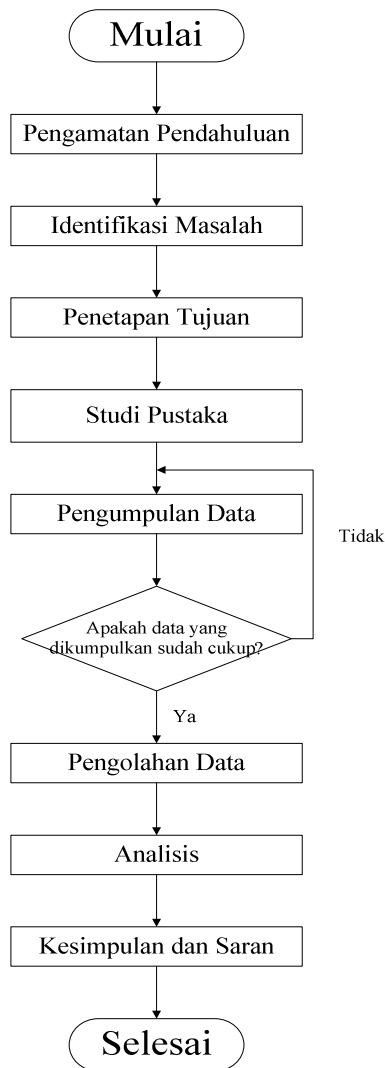 Mulai
Pengamatan Pendahuluan
Identifikasi Masalah
Penetapan Tujuan
Studi Pustaka
Pengumpulan Data
Tidak
Apakah data yang
dikumpulkan sudah cukup?
Ya
Pengolahan Data
Analisis
Kesimpulan dan Saran
Selesai